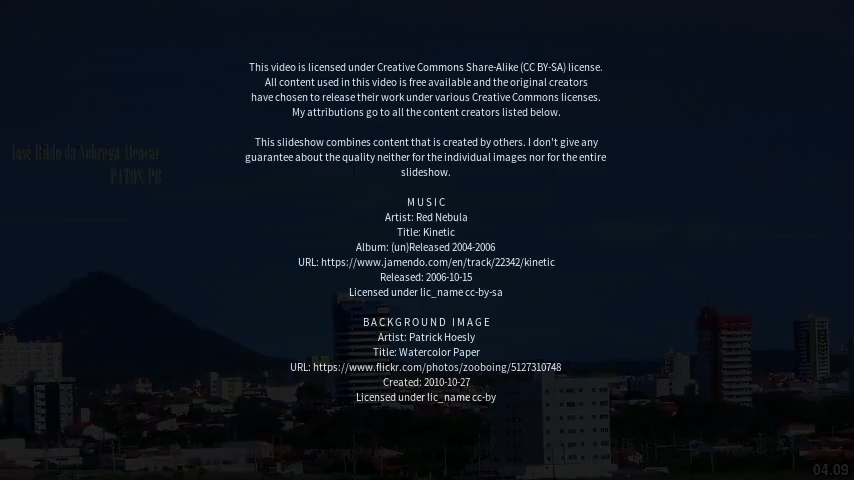 This video is licensed under Creative Commons Share-Alike (CC BY-SA) license.
All content used in this video is free available and the original creators
have chosen to release their work under various Creative Commons licenses.
My attributions go to all the content creators listed below.
This slideshow combines content that is created by others. I don't give any
guarantee about the quality neither for the individual images nor for the entire
slideshow.
MUSIC
Artist: Red Nebula
Title: Kinetic
Album: (un)Released 2004-2006
URL: https://www.jamendo.com/en/track/22342/kinetic
Released: 2006-10-15
Licensed under lic_name cc-by-sa
BACKGROUND IMAGE
Artist: Patrick Hoesly
Title: Watercolor Paper
URL: https://www.flickr.com/photos/zooboing/5127310748
Created: 2010-10-27
Licensed under lic_name cc-by
José Rildo da Nobrega
PATOS-PB
04.09